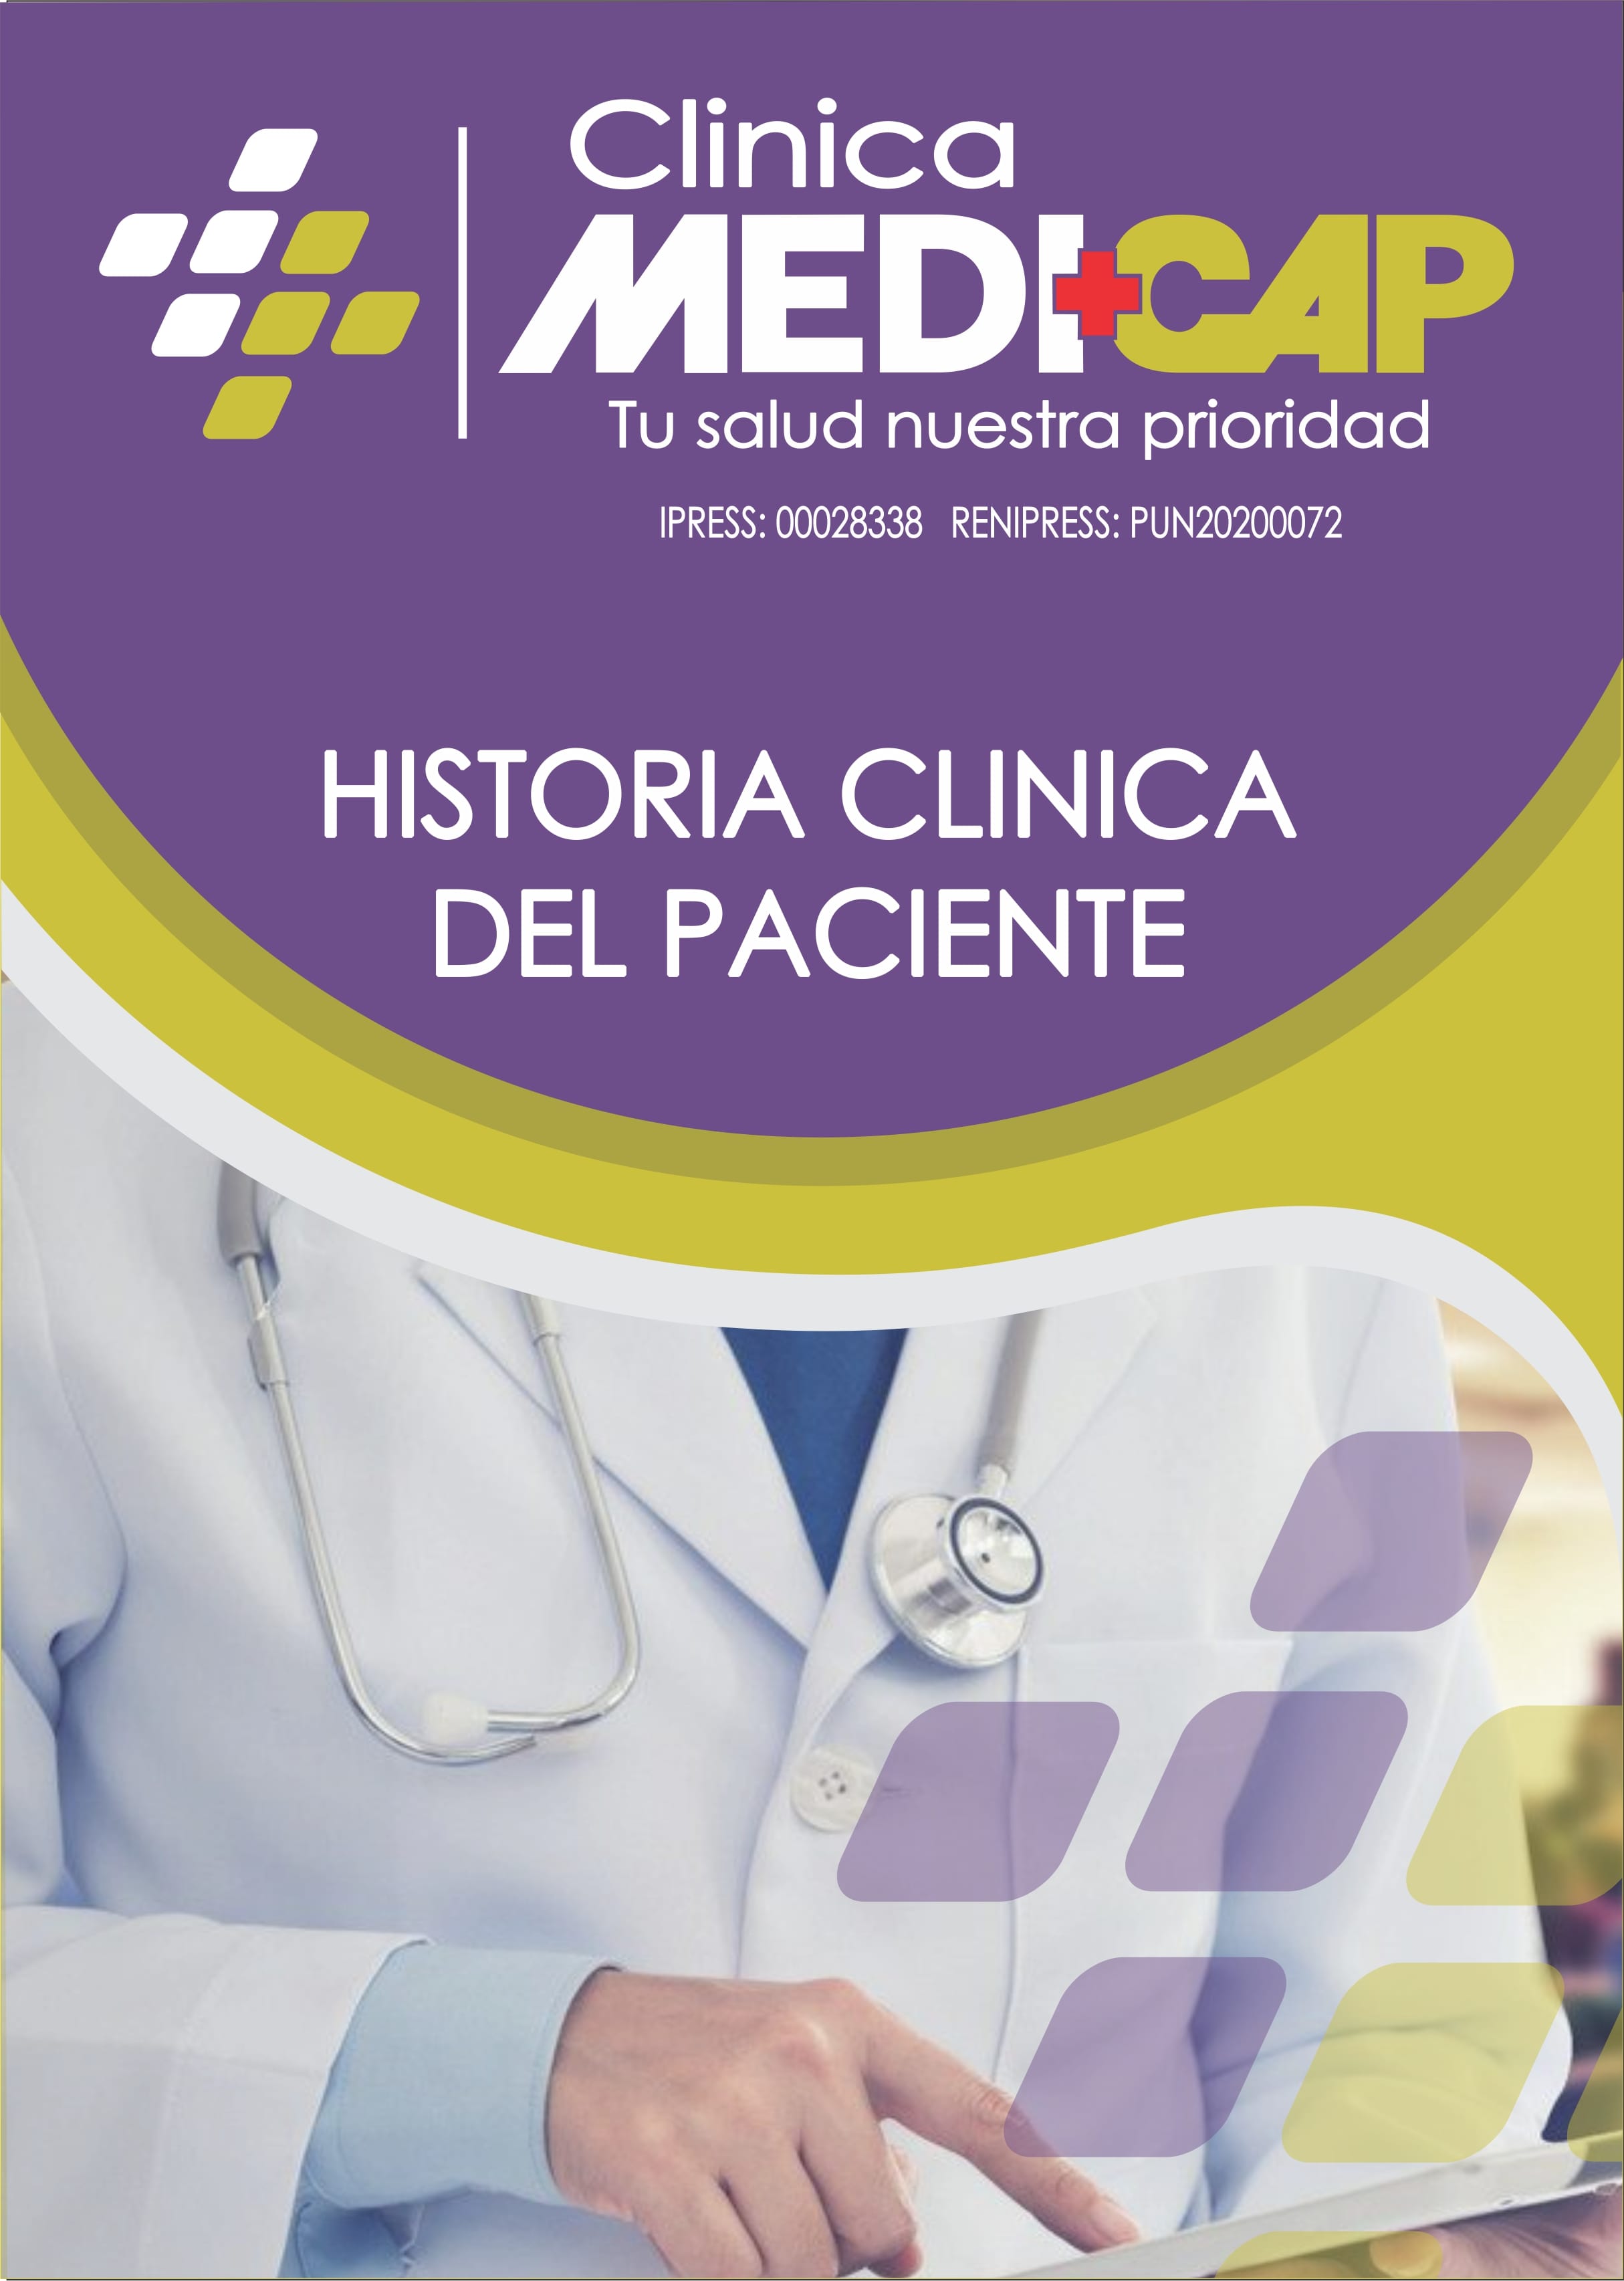 Clinica
MEDICAP
Tu salud nuestra prioridad
IPRESS: 00028338 RENIPRESS: PUN20200072
HISTORIA CLINICA
DEL PACIENTE